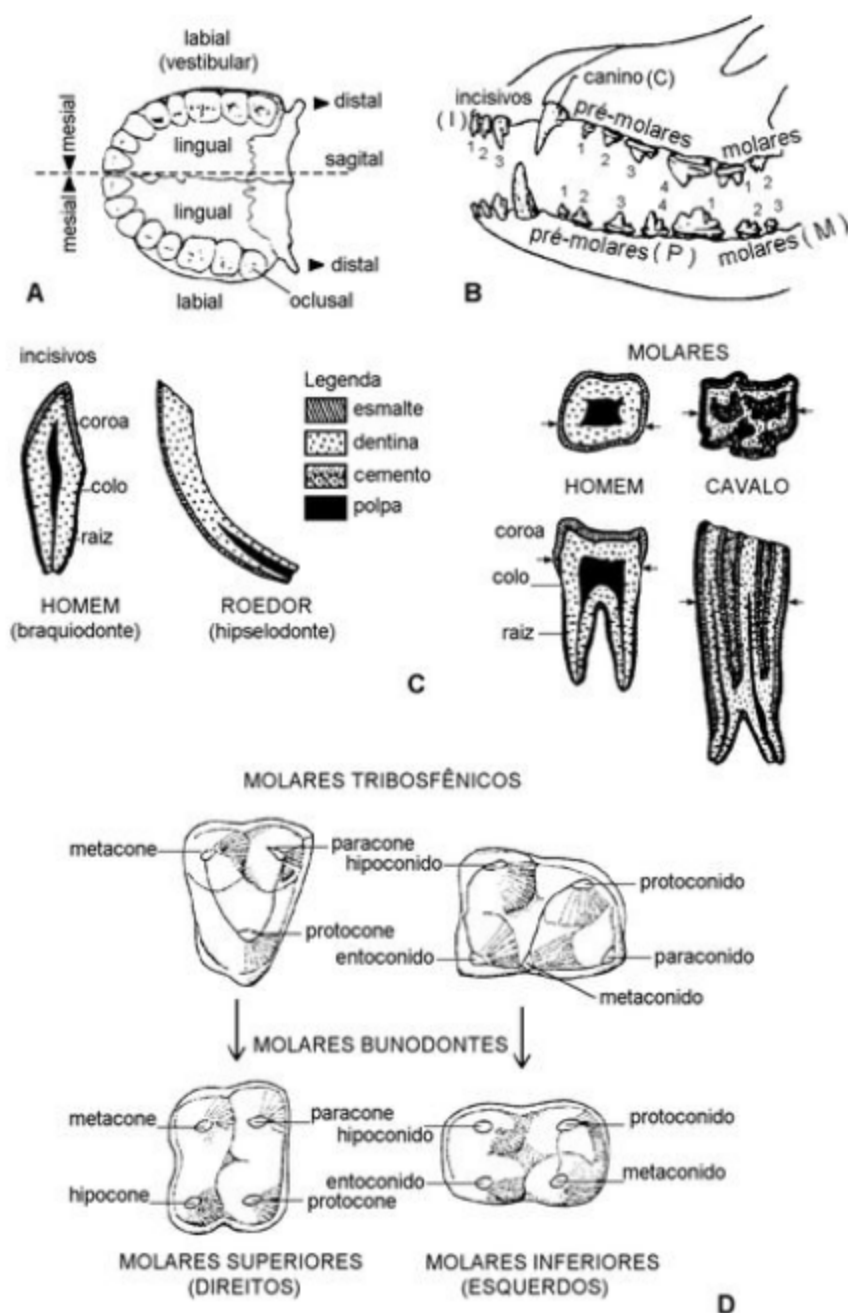 labial
(vestibular)
distal
mesial
lingual
sagital
mesial
lingual
distal
A
labial
oclusal
canino (C)
incisivos
(I)
pré-molares
molares
1
2
3
1
2
3
4
1
2
1
2
3
4
1
2
3
pré-molares (P)
molares (M)
B
incisivos
coroa
colo
raiz
HOMEM
(braquiodonte)
ROEDOR
(hipselodonte)
Legenda
esmalte
dentina
cemento
polpa
MOLARES
HOMEM
CAVALO
coroa
colo
raiz
C
MOLARES TRIBOSFÊNICOS
metacone
paracone
hipoconido
protoconido
protocone
entoconido
paraconido
metaconido
MOLARES BUNODONTES
metacone
paracone
hipoconido
protoconido
entoconido
metaconido
hipocone
protocone
MOLARES SUPERIORES
(DIREITOS)
MOLARES INFERIORES
(ESQUERDOS)
D